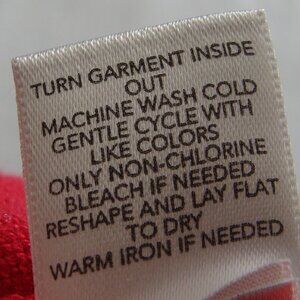 TURN GARMENT INSIDE
OUT
MACHINE WASH COLD
GENTLE CYCLE WITH
LIKE COLORS
ONLY NON-CHLORINE
BLEACH IF NEEDED
RESHAPE AND LAY FLAT
TO DRY
WARM IRON IF NEEDED